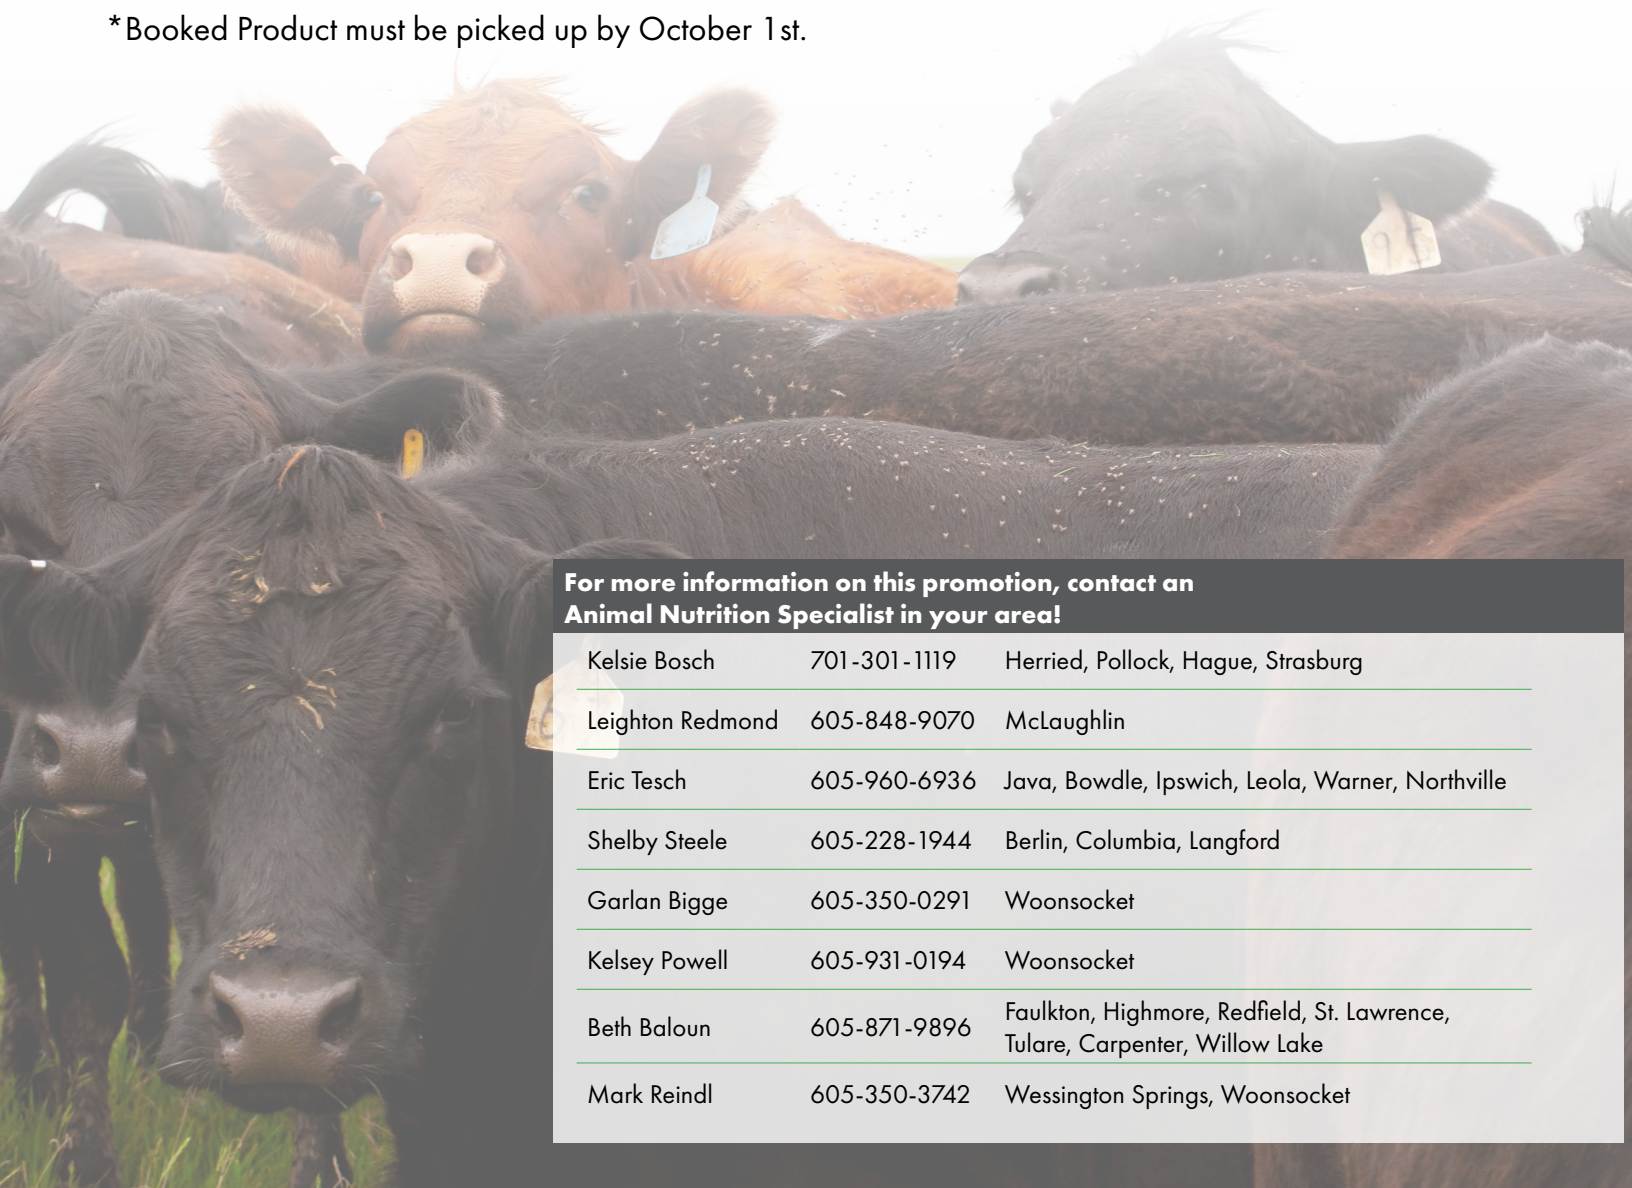 *Booked Product must be picked up by October 1st.
95
For more information on this promotion, contact an
Animal Nutrition Specialist in your area!
Kelsie Bosch 701-301-1119 Herried, Pollock, Hague, Strasburg
Leighton Redmond 605-848-9070 McLaughlin
Eric Tesch 605-960-6936 Java, Bowdle, Ipswich, Leola, Warner, Northville
Shelby Steele 605-228-1944 Berlin, Columbia, Langford
Garlan Bigge 605-350-0291 Woonsocket
Kelsey Powell 605-931-0194 Woonsocket
Beth Baloun 605-871-9896 Faulkton, Highmore, Redfield, St. Lawrence,
Tulare, Carpenter, Willow Lake
Mark Reindl 605-350-3742 Wessington Springs, Woonsocket